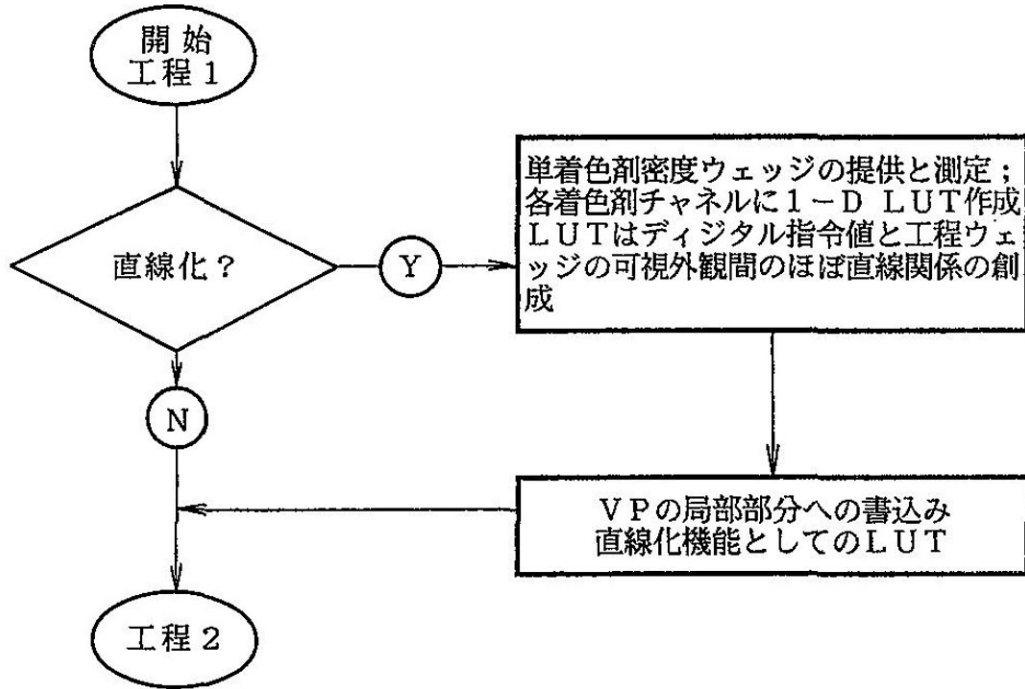 開始
工程1
単着色剤密度ウェッジの提供と測定;
各着色剤チャネルに1-D LUT作成
LUTはディジタル指令値と工程ウェ
ッジの可視外観間のほぼ直線関係の創
成
直線化?
Y
N
VPの局部部分への書込み
直線化機能としてのLUT
工程2